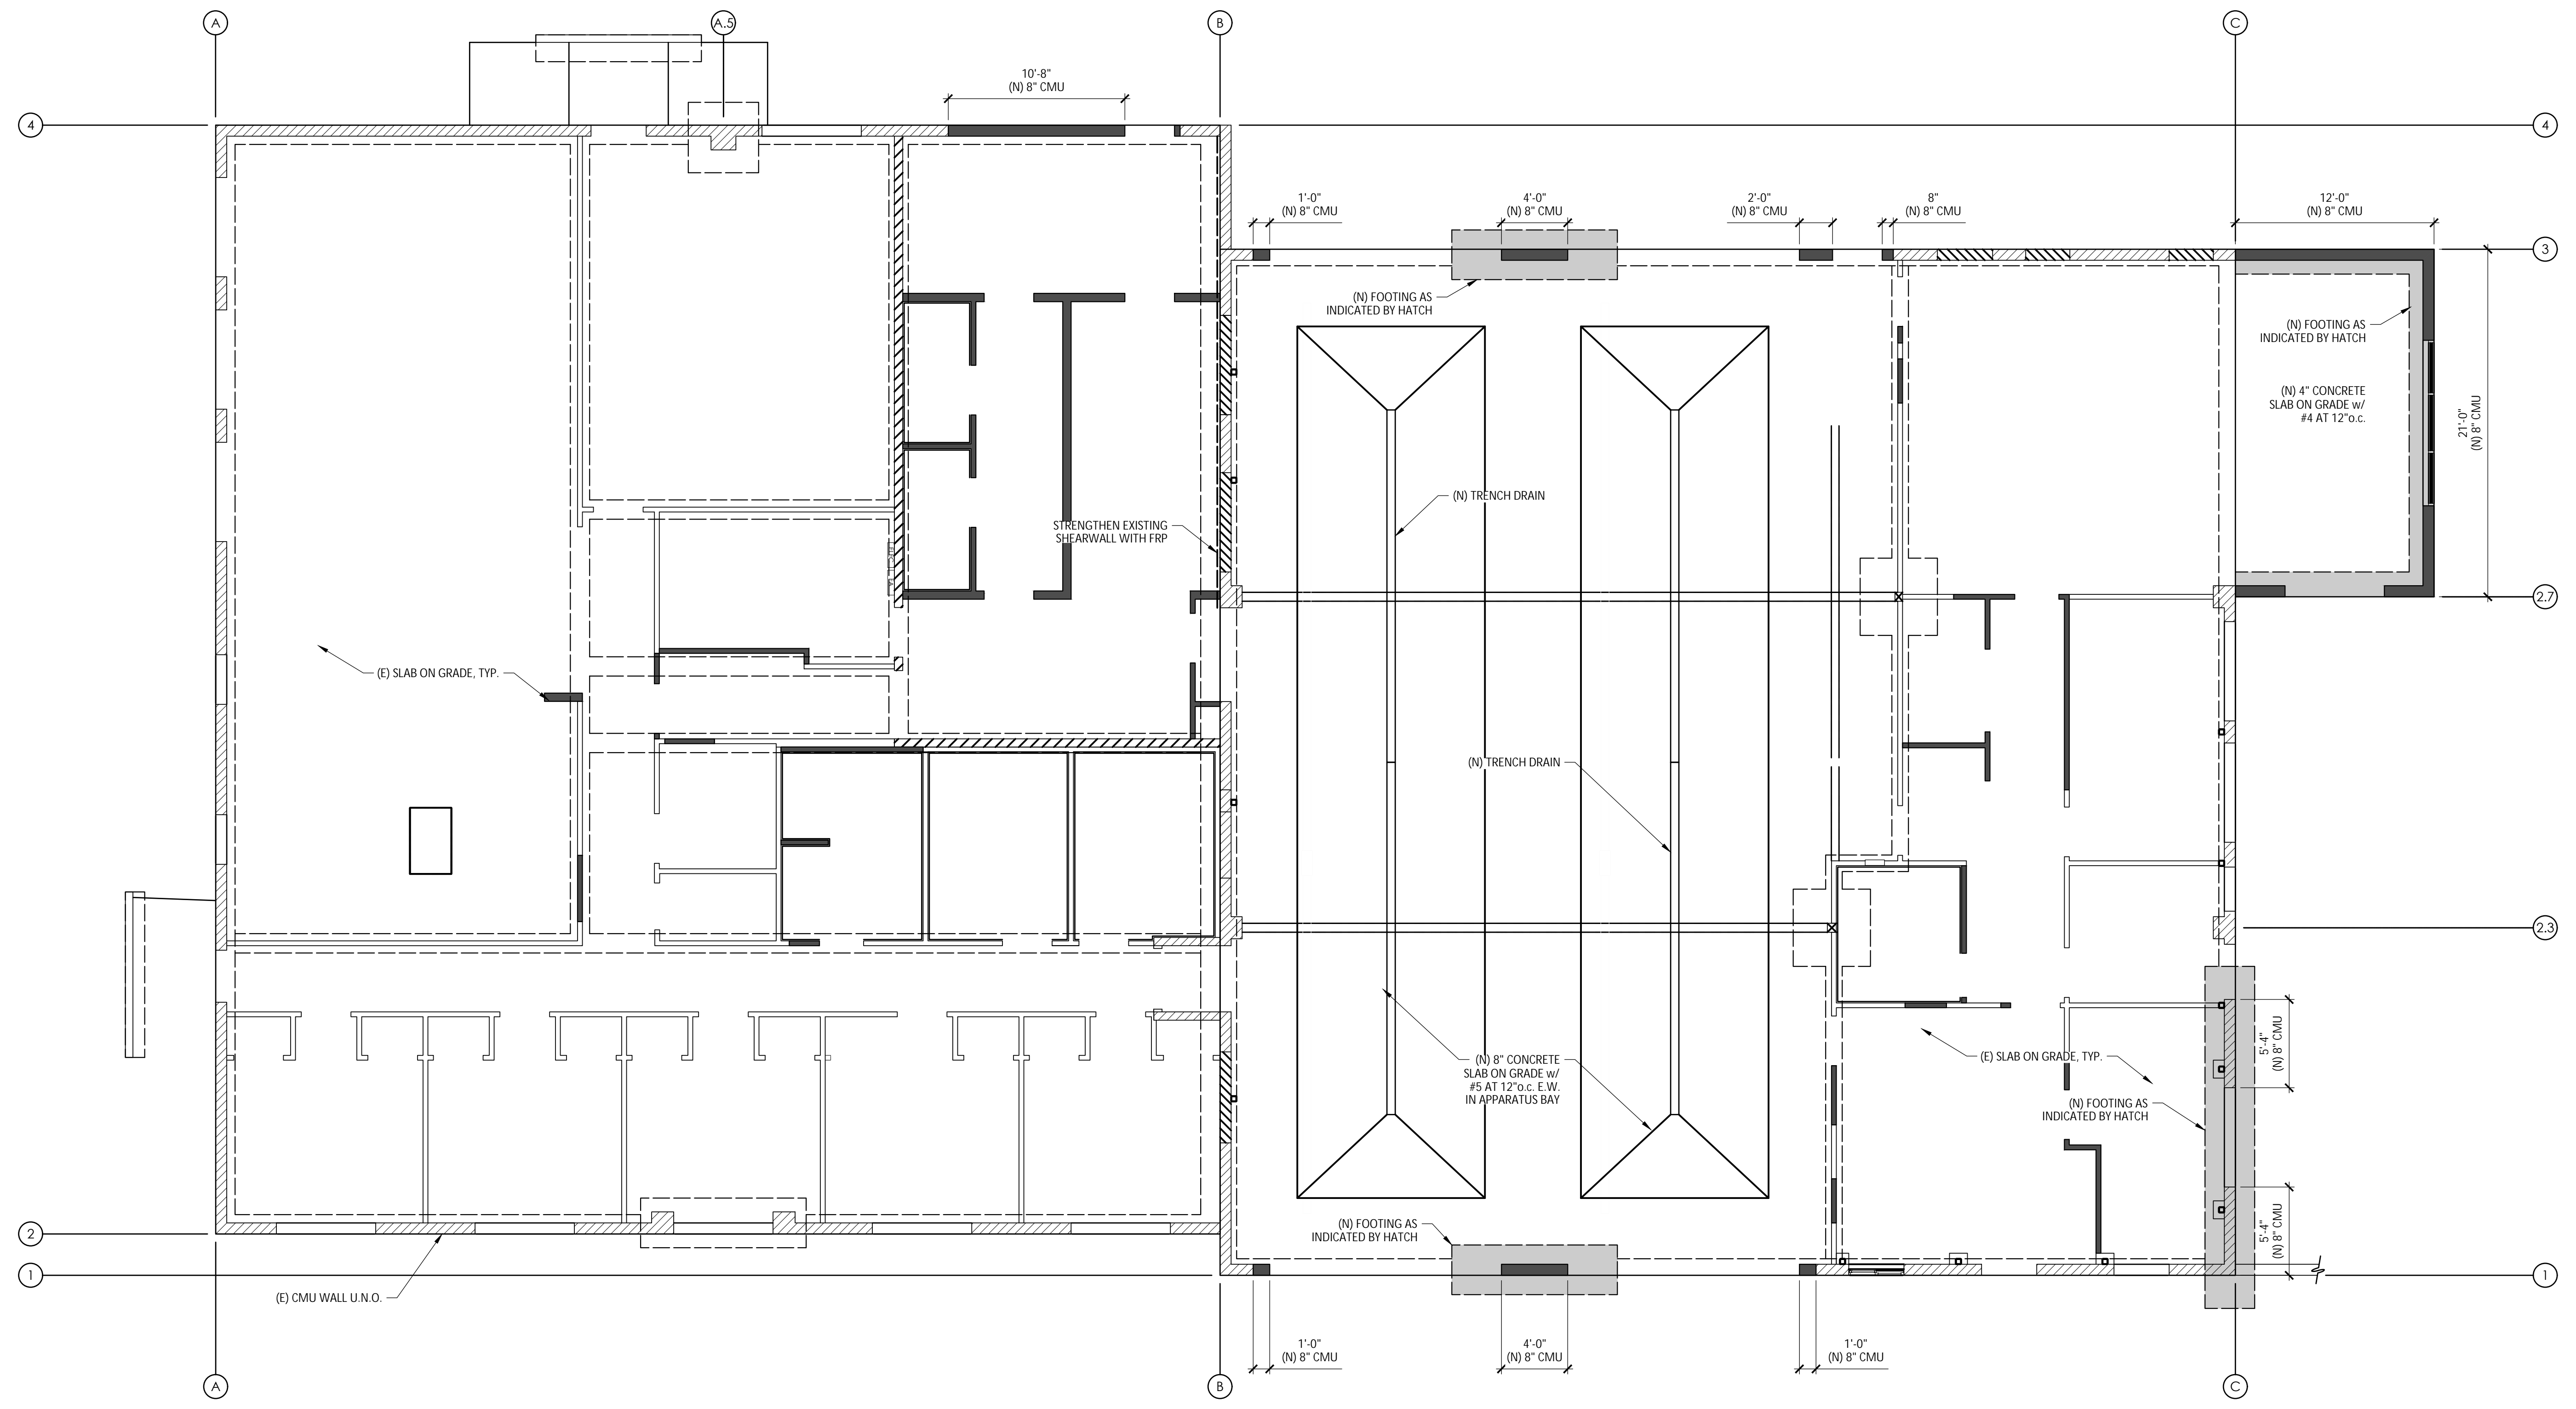 A
A.5
B
C
10'-8"
(N) 8" CMU
4
4
1'-0"
(N) 8" CMU
4'-0"
(N) 8" CMU
2'-0"
(N) 8" CMU
8"
(N) 8" CMU
12'-0"
(N) 8" CMU
3
(N) FOOTING AS
INDICATED BY HATCH
(N) FOOTING AS
INDICATED BY HATCH
(N) 4" CONCRETE
SLAB ON GRADE w/
#4 AT 12"o.c.
21'-0"
(N) 8" CMU
(N) TRENCH DRAIN
STRENGTHEN EXISTING
SHEARWALL WITH FRP
2.7
(E) SLAB ON GRADE, TYP.
(N) TRENCH DRAIN
2.3
(N) 8" CONCRETE
SLAB ON GRADE w/
#5 AT 12"o.c. E.W.
IN APPARATUS BAY
(E) SLAB ON GRADE, TYP.
5'-4"
(N) 8" CMU
(N) FOOTING AS
INDICATED BY HATCH
5'-4"
(N) 8" CMU
(N) FOOTING AS
INDICATED BY HATCH
2
1
1
(E) CMU WALL U.N.O.
1'-0"
(N) 8" CMU
4'-0"
(N) 8" CMU
1'-0"
(N) 8" CMU
A
B
C